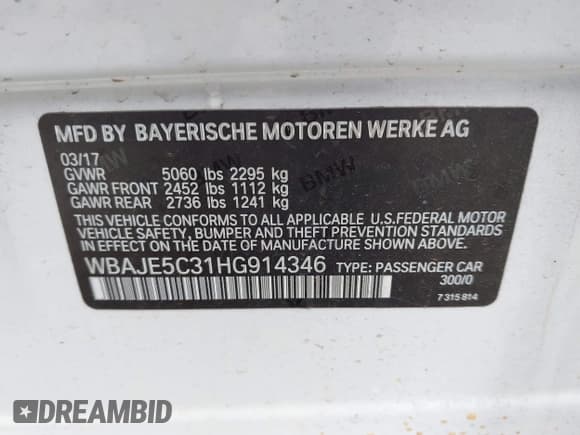 MFD BY BAYERISCHE MOTOREN WERKE AG
03/17
GVWR 5060 lbs 2295 kg
GAWR FRONT 2452 lbs 1112 kg
GAWR REAR 2736 lbs 1241 kg
THIS VEHICLE CONFORMS TO ALL APPLICABLE U.S.FEDERAL MOTOR
VEHICLE SAFETY, BUMPER AND THEFT PREVENTION STANDARDS
IN EFFECT ON THE DATE OF MANUFACTURE SHOWN ABOVE.
WBAJE5C31HG914346 TYPE: PASSENGER CAR
300/0
7 315 814
DREAMBID